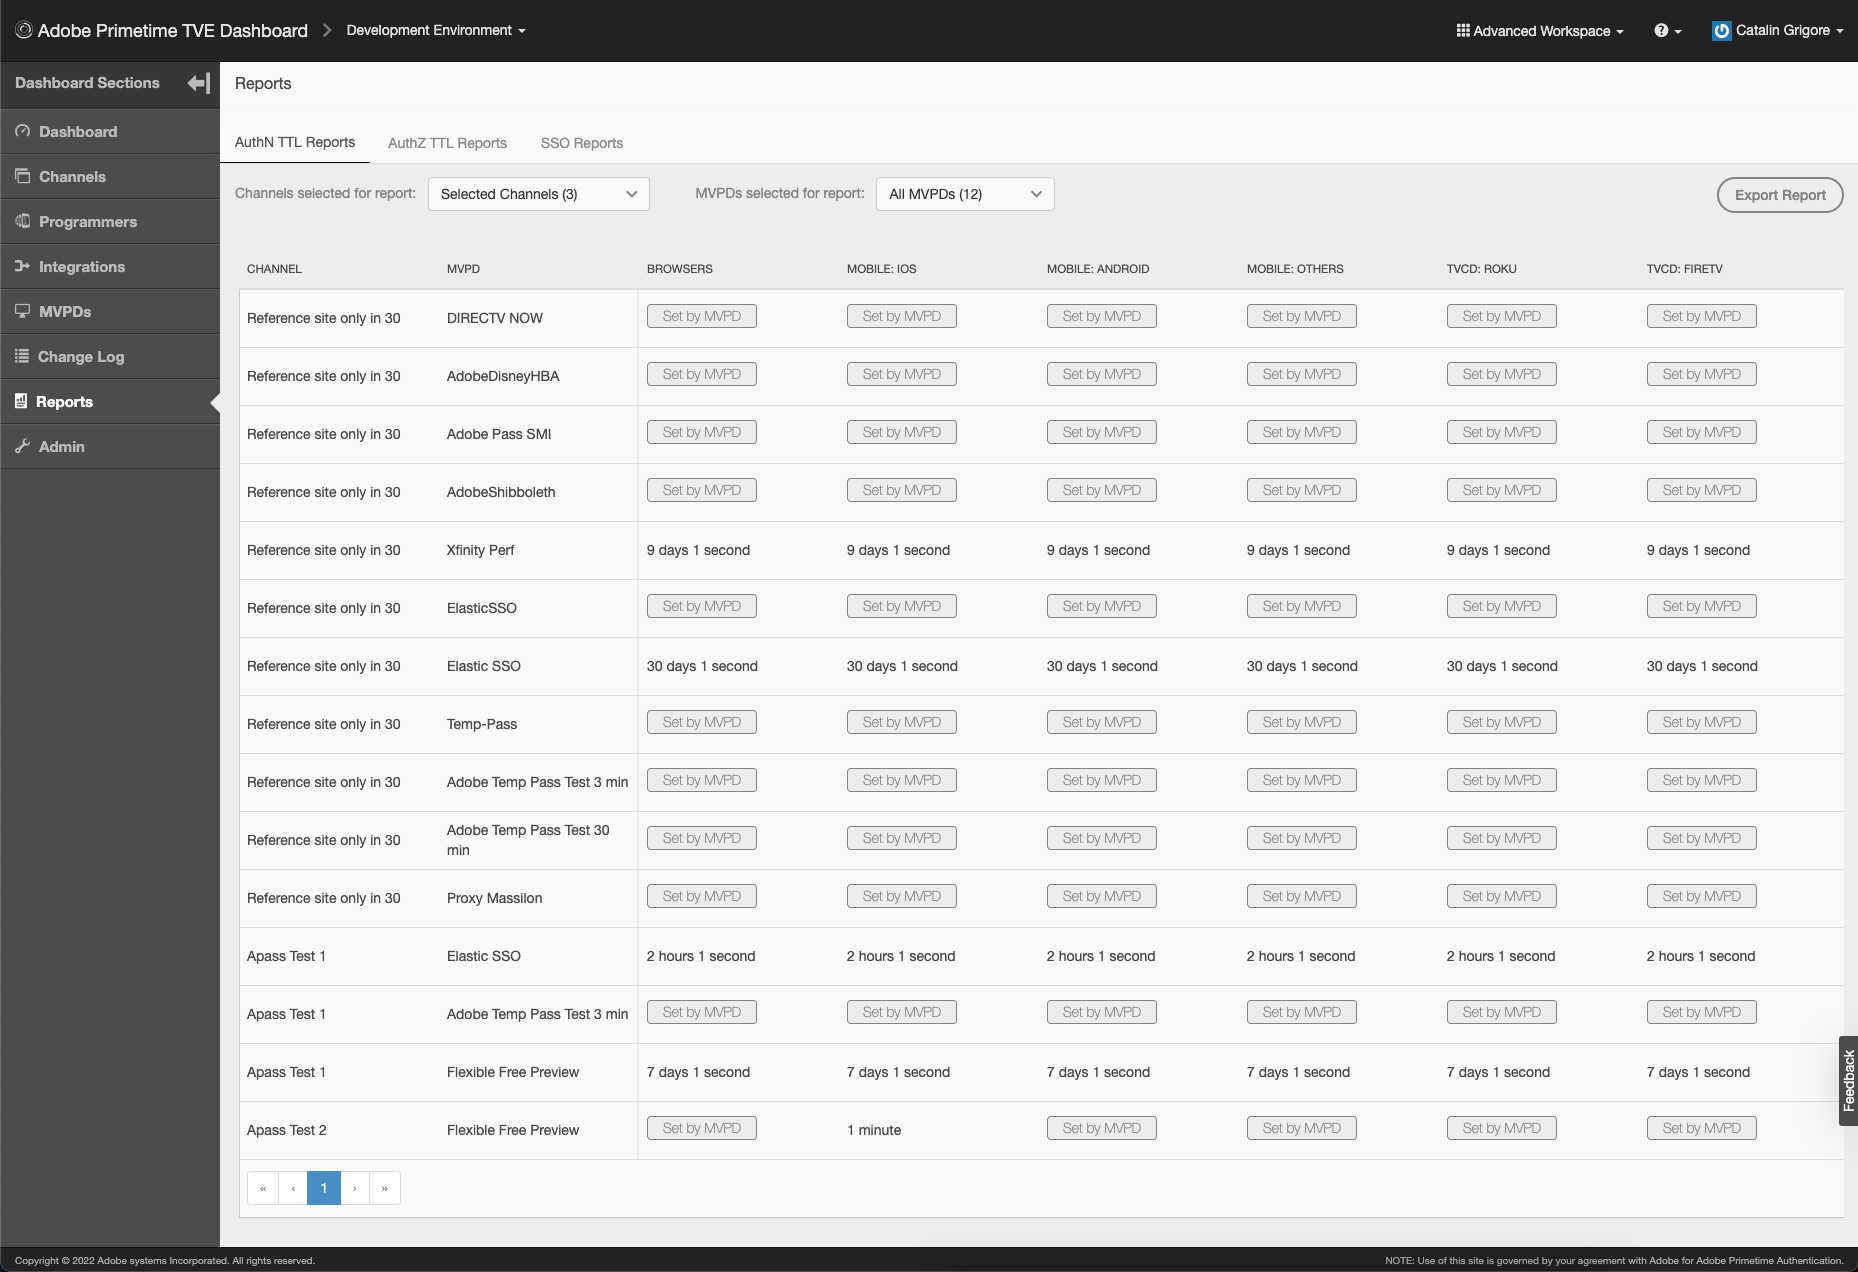 Adobe Primetime TVE Dashboard Development Environment Advanced Workspace ? Catalin Grigore
Dashboard Sections
Dashboard
Channels
Programmers
Integrations
MVPDs
Change Log
Reports
Admin
Reports
AuthN TTL Reports AuthZ TTL Reports SSO Reports
Channels selected for report: Selected Channels (3) MVPDs selected for report: All MVPDs (12) Export Report
CHANNEL MVPD BROWSERS MOBILE: IOS MOBILE: ANDROID MOBILE: OTHERS TVCD: ROKU TVCD: FIRETV
Reference site only in 30 DIRECTV NOW Set by MVPD Set by MVPD Set by MVPD Set by MVPD Set by MVPD Set by MVPD
Reference site only in 30 AdobeDisneyHBA Set by MVPD Set by MVPD Set by MVPD Set by MVPD Set by MVPD Set by MVPD
Reference site only in 30 Adobe Pass SMI Set by MVPD Set by MVPD Set by MVPD Set by MVPD Set by MVPD Set by MVPD
Reference site only in 30 AdobeShibboleth Set by MVPD Set by MVPD Set by MVPD Set by MVPD Set by MVPD Set by MVPD
Reference site only in 30 Xfinity Perf 9 days 1 second 9 days 1 second 9 days 1 second 9 days 1 second 9 days 1 second 9 days 1 second
Reference site only in 30 ElasticSSO Set by MVPD Set by MVPD Set by MVPD Set by MVPD Set by MVPD Set by MVPD
Reference site only in 30 Elastic SSO 30 days 1 second 30 days 1 second 30 days 1 second 30 days 1 second 30 days 1 second 30 days 1 second
Reference site only in 30 Temp-Pass Set by MVPD Set by MVPD Set by MVPD Set by MVPD Set by MVPD Set by MVPD
Reference site only in 30 Adobe Temp Pass Test 3 min Set by MVPD Set by MVPD Set by MVPD Set by MVPD Set by MVPD Set by MVPD
Reference site only in 30 Adobe Temp Pass Test 30
min Set by MVPD Set by MVPD Set by MVPD Set by MVPD Set by MVPD Set by MVPD
Reference site only in 30 Proxy Massilon Set by MVPD Set by MVPD Set by MVPD Set by MVPD Set by MVPD Set by MVPD
Apass Test 1 Elastic SSO 2 hours 1 second 2 hours 1 second 2 hours 1 second 2 hours 1 second 2 hours 1 second 2 hours 1 second
Apass Test 1 Adobe Temp Pass Test 3 min Set by MVPD Set by MVPD Set by MVPD Set by MVPD Set by MVPD Set by MVPD
Apass Test 1 Flexible Free Preview 7 days 1 second 7 days 1 second 7 days 1 second 7 days 1 second 7 days 1 second 7 days 1 second
Apass Test 2 Flexible Free Preview Set by MVPD 1 minute Set by MVPD Set by MVPD Set by MVPD Set by MVPD
« ‹ 1 › »
Feedback
Copyright © 2022 Adobe systems Incorporated. All rights reserved. NOTE: Use of this site is governed by your agreement with Adobe for Adobe Primetime Authentication.